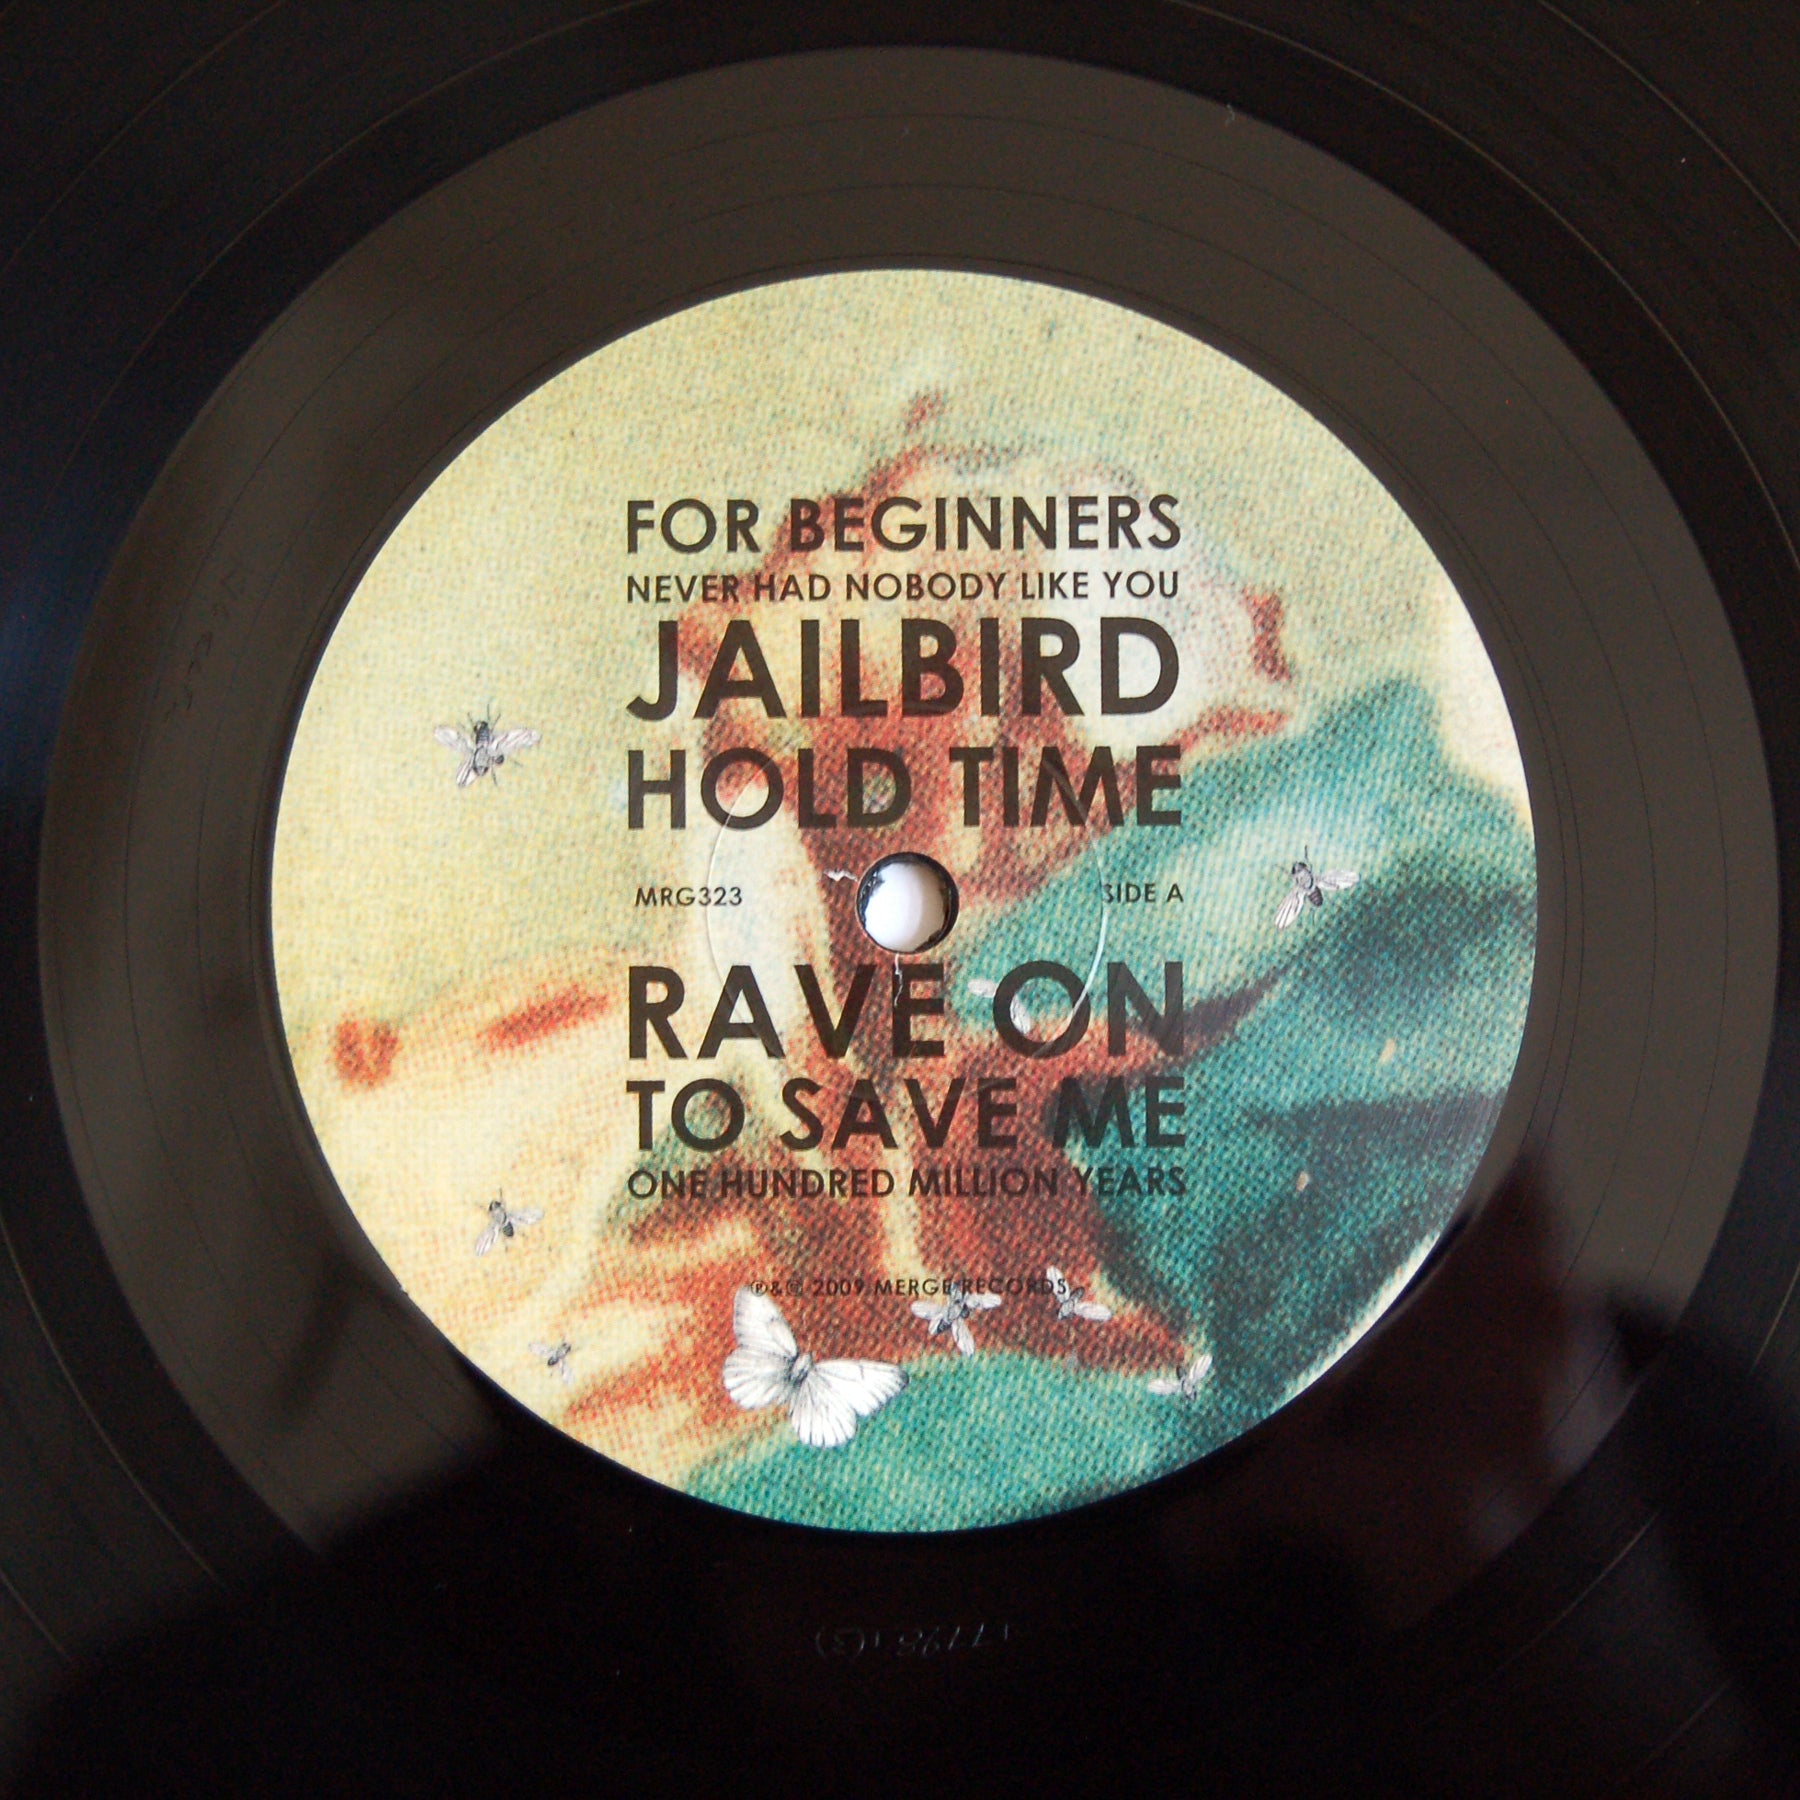 FOR BEGINNERS
NEVER HAD NOBODY LIKE YOU
JAILBIRD
HOLD TIME
MRG323 SIDE A
RAVE ON
TO SAVE ME
ONE HUNDRED MILLION YEARS
℗&© 2009 MERGE RECORDS